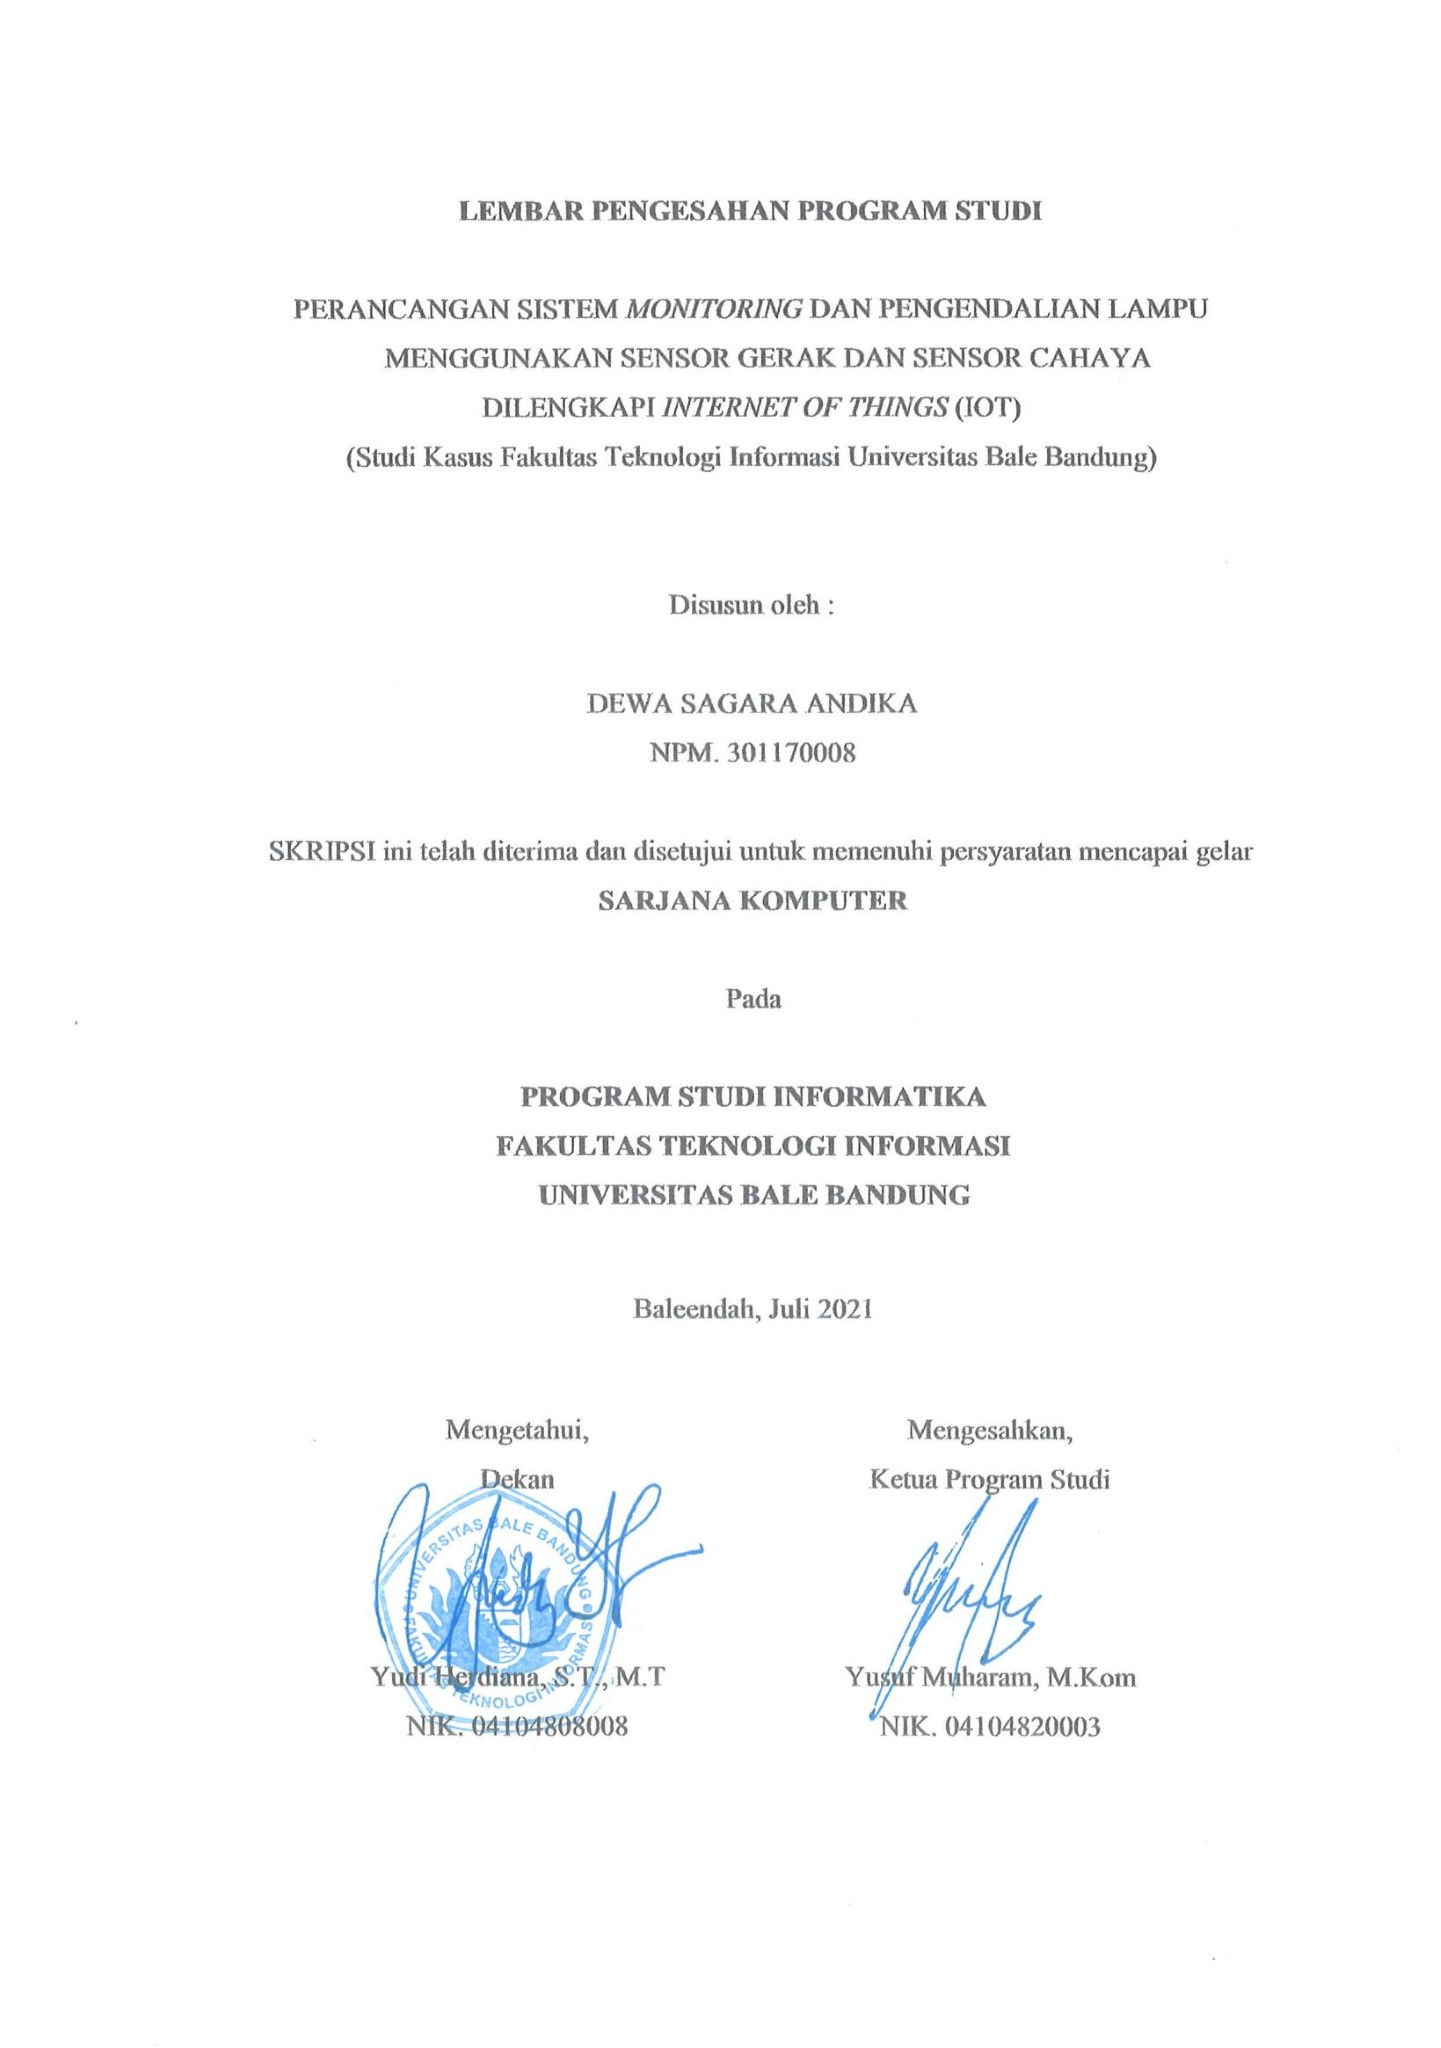 LEMBAR PENGESAHAN PROGRAM STUDI
PERANCANGAN SISTEM MONITORING DAN PENGENDALIAN LAMPU
MENGGUNAKAN SENSOR GERAK DAN SENSOR CAHAYA
DILENGKAPI INTERNET OF THINGS (IOT)
(Studi Kasus Fakultas Teknologi Informasi Universitas Bale Bandung)
Disusun oleh :
DEWA SAGARA ANDIKA
NPM. 301170008
SKRIPSI ini telah diterima dan disetujui untuk memenuhi persyaratan mencapai gelar
SARJANA KOMPUTER
Pada
PROGRAM STUDI INFORMATIKA
FAKULTAS TEKNOLOGI INFORMASI
UNIVERSITAS BALE BANDUNG
Baleendah, Juli 2021
Mengetahui,
Mengesahkan,
Dekan
Ketua Program Studi
UNIVERSITAS BALE BANDUNG
FAKULTAS TEKNOLOGI INFORMASI
Yudi Herdiana, S.T., M.T
Yusuf Muharam, M.Kom
NIK. 04104808008
NIK. 04104820003